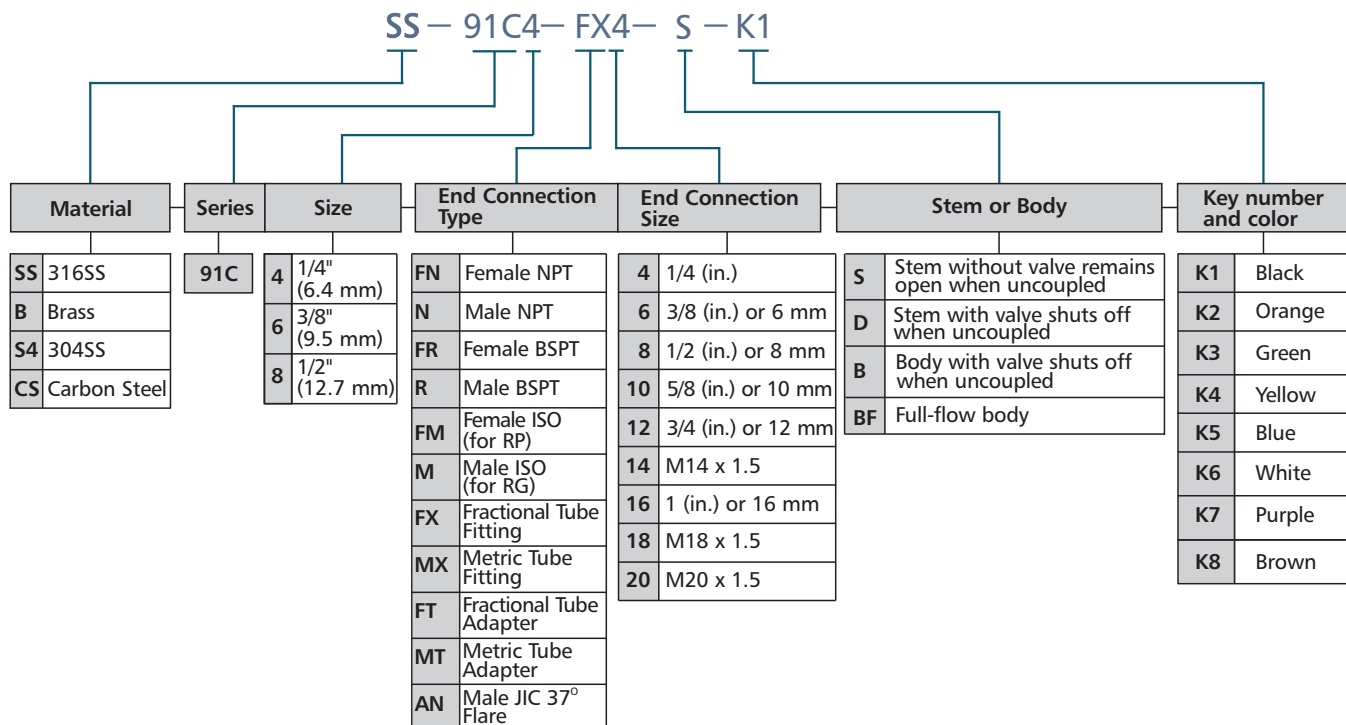 SS — 91C4 — FX4 — S — K1
Material
SS 316SS
B Brass
S4 304SS
CS Carbon Steel
Series
91C
Size
4 1/4"
(6.4 mm)
6 3/8"
(9.5 mm)
8 1/2"
(12.7 mm)
End Connection
Type
FN Female NPT
N Male NPT
FR Female BSPT
R Male BSPT
FM Female ISO
(for RP)
M Male ISO
(for RG)
FX Fractional Tube
Fitting
MX Metric Tube
Fitting
FT Fractional Tube
Adapter
MT Metric Tube
Adapter
AN Male JIC 37°
Flare
End Connection
Size
4 1/4 (in.)
6 3/8 (in.) or 6 mm
8 1/2 (in.) or 8 mm
10 5/8 (in.) or 10 mm
12 3/4 (in.) or 12 mm
14 M14 x 1.5
16 1 (in.) or 16 mm
18 M18 x 1.5
20 M20 x 1.5
Stem or Body
S Stem without valve remains
open when uncoupled
D Stem with valve shuts off
when uncoupled
B Body with valve shuts off
when uncoupled
BF Full-flow body
Key number
and color
K1 Black
K2 Orange
K3 Green
K4 Yellow
K5 Blue
K6 White
K7 Purple
K8 Brown